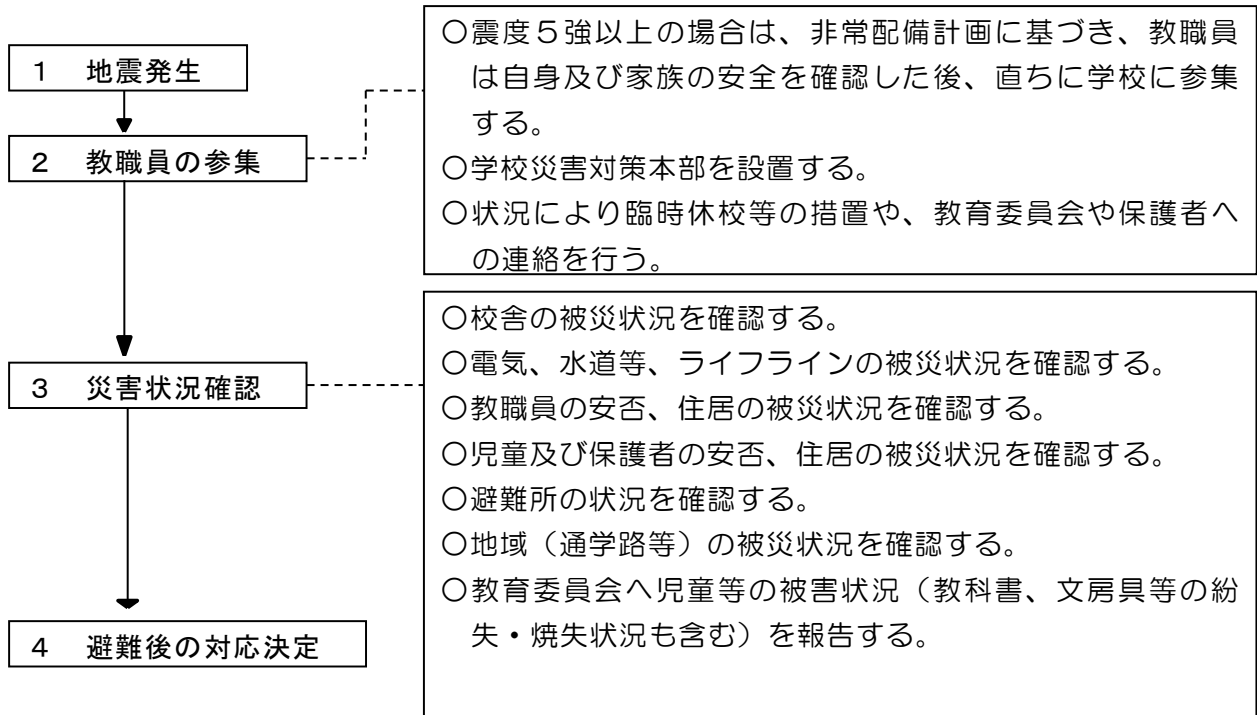 1 地震発生
2 教職員の参集
○震度５強以上の場合は、非常配備計画に基づき、教職員
は自身及び家族の安全を確認した後、直ちに学校に参集
する。
○学校災害対策本部を設置する。
○状況により臨時休校等の措置や、教育委員会や保護者へ
の連絡を行う。
3 災害状況確認
○校舎の被災状況を確認する。
○電気、水道等、ライフラインの被災状況を確認する。
○教職員の安否、住居の被災状況を確認する。
○児童及び保護者の安否、住居の被災状況を確認する。
○避難所の状況を確認する。
○地域（通学路等）の被災状況を確認する。
○教育委員会へ児童等の被害状況（教科書、文房具等の紛
失・焼失状況も含む）を報告する。
4 避難後の対応決定